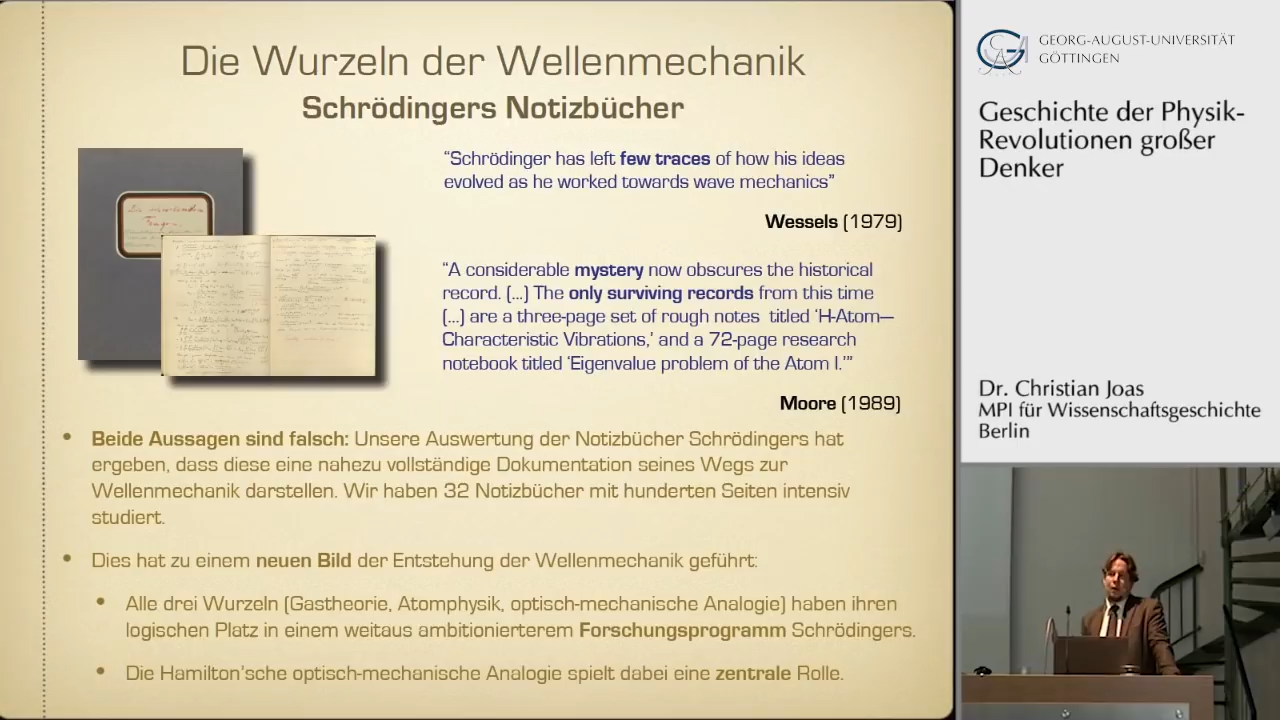 Die Wurzeln der Wellenmechanik
Schrödingers Notizbücher
“Schrödinger has left few traces of how his ideas
evolved as he worked towards wave mechanics”
Wessels (1979)
“A considerable mystery now obscures the historical
record. (...) The only surviving records from this time
(...) are a three-page set of rough notes titled ‘H-Atom—
Characteristic Vibrations,’ and a 72-page research
notebook titled ‘Eigenvalue problem of the Atom I.’”
Moore (1989)
• Beide Aussagen sind falsch: Unsere Auswertung der Notizbücher Schrödingers hat
ergeben, dass diese eine nahezu vollständige Dokumentation seines Wegs zur
Wellenmechanik darstellen. Wir haben 32 Notizbücher mit hunderten Seiten intensiv
studiert.
• Dies hat zu einem neuen Bild der Entstehung der Wellenmechanik geführt:
• Alle drei Wurzeln (Gastheorie, Atomphysik, optisch-mechanische Analogie) haben ihren
logischen Platz in einem weitaus ambitionierterem Forschungsprogramm Schrödingers.
• Die Hamilton'sche optisch-mechanische Analogie spielt dabei eine zentrale Rolle.
GEORG-AUGUST-UNIVERSITÄT
GÖTTINGEN
Geschichte der Physik-
Revolutionen großer
Denker
Dr. Christian Joas
MPI für Wissenschaftsgeschichte
Berlin